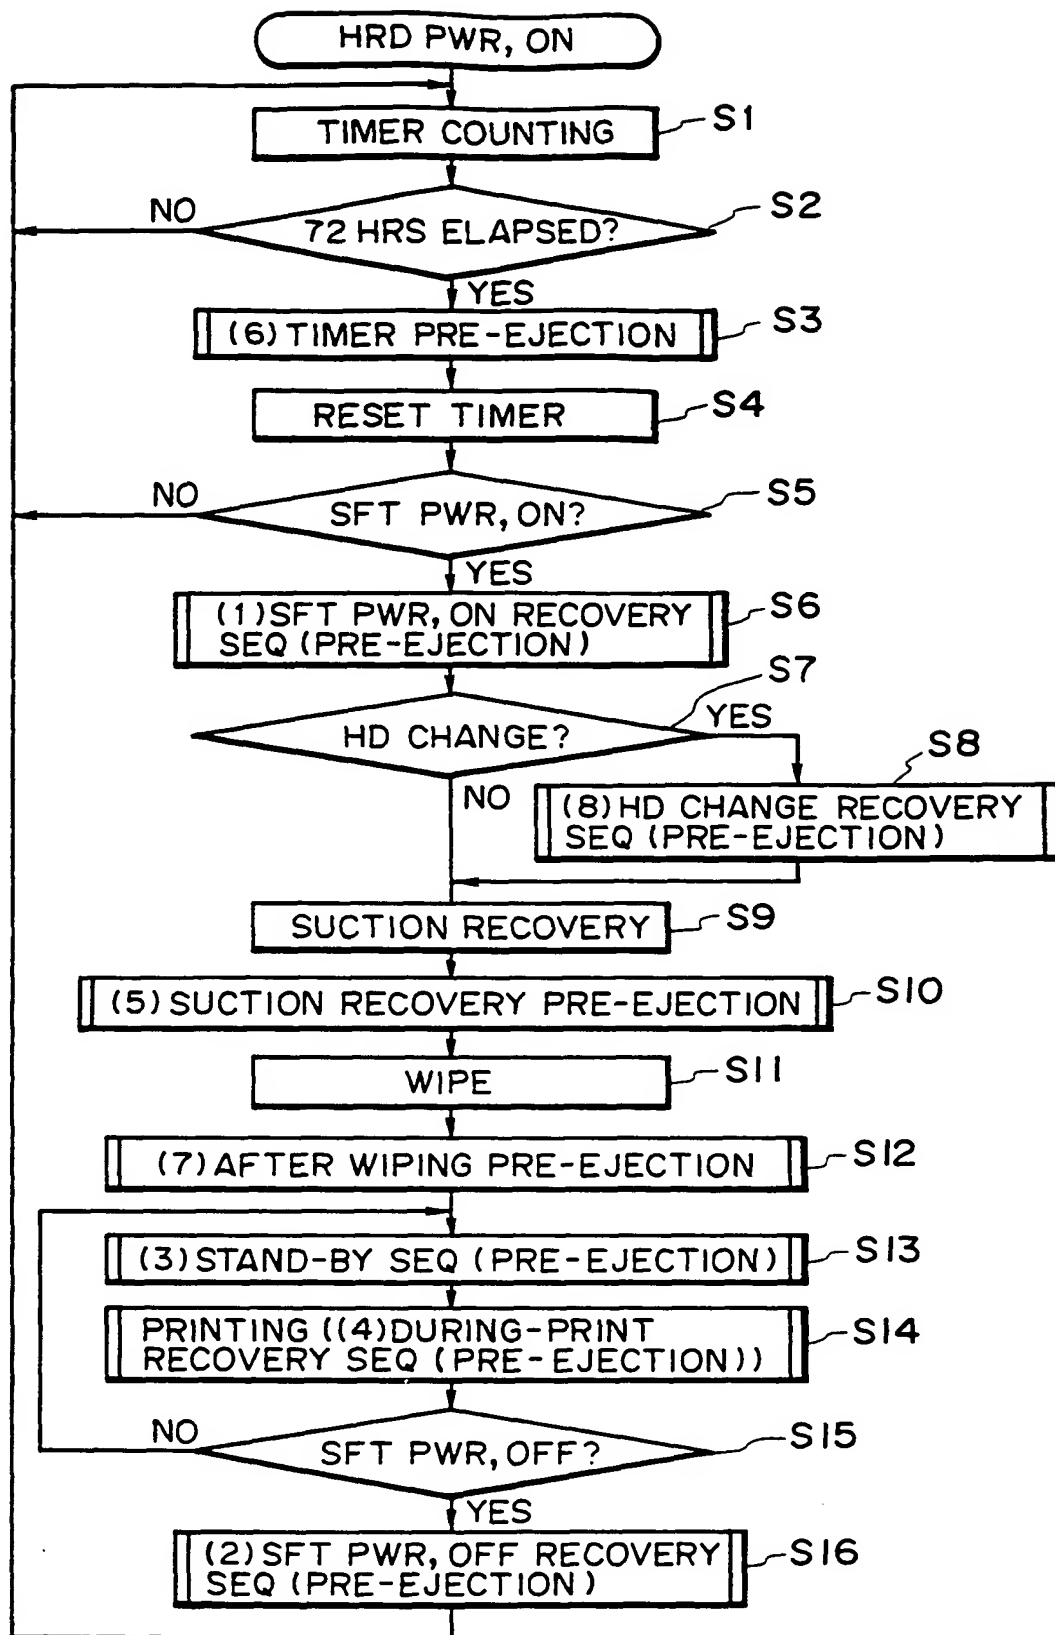 HRD PWR, ON
TIMER COUNTING
S1
72 HRS ELAPSED?
S2
NO
YES
(6) TIMER PRE-EJECTION
S3
RESET TIMER
S4
SFT PWR, ON?
S5
NO
YES
(1) SFT PWR, ON RECOVERY
SEQ (PRE-EJECTION)
S6
HD CHANGE?
S7
YES
NO
(8) HD CHANGE RECOVERY
SEQ (PRE-EJECTION)
S8
SUCTION RECOVERY
S9
(5) SUCTION RECOVERY PRE-EJECTION
S10
WIPE
S11
(7) AFTER WIPING PRE-EJECTION
S12
(3) STAND-BY SEQ (PRE-EJECTION)
S13
PRINTING ((4) DURING-PRINT
RECOVERY SEQ (PRE-EJECTION))
S14
SFT PWR, OFF?
S15
NO
YES
(2) SFT PWR, OFF RECOVERY
SEQ (PRE-EJECTION)
S16